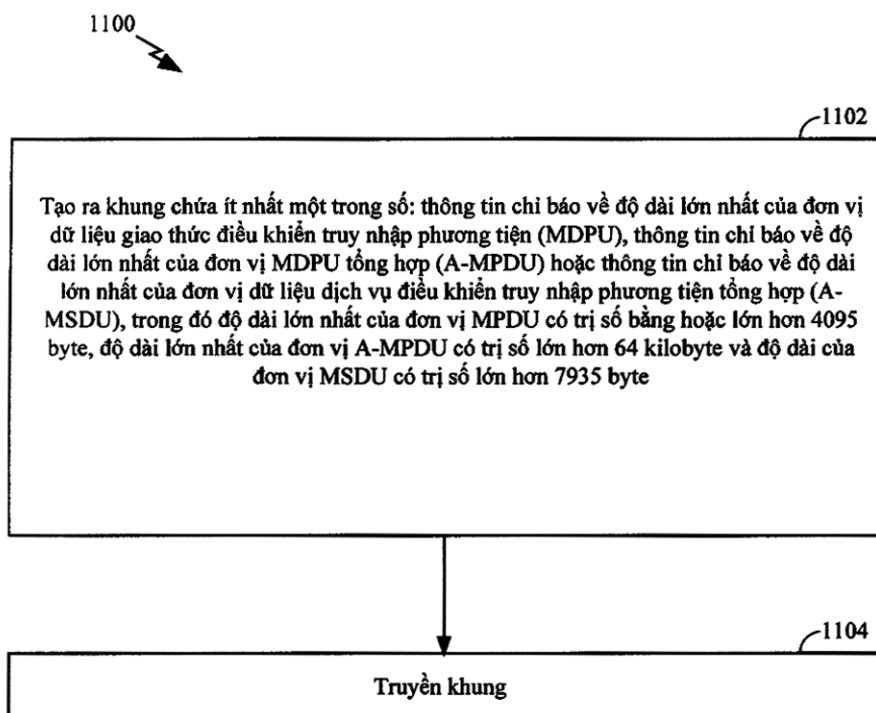 1100
1102
Tạo ra khung chứa ít nhất một trong số: thông tin chỉ báo về độ dài lớn nhất của đơn vị
dữ liệu giao thức điều khiển truy nhập phương tiện (MDPU), thông tin chỉ báo về độ
dài lớn nhất của đơn vị MDPU tổng hợp (A-MPDU) hoặc thông tin chỉ báo về độ dài
lớn nhất của đơn vị dữ liệu dịch vụ điều khiển truy nhập phương tiện tổng hợp (A-
MSDU), trong đó độ dài lớn nhất của đơn vị MPDU có trị số bằng hoặc lớn hơn 4095
byte, độ dài lớn nhất của đơn vị A-MPDU có trị số lớn hơn 64 kilobyte và độ dài của
đơn vị MSDU có trị số lớn hơn 7935 byte
1104
Truyền khung